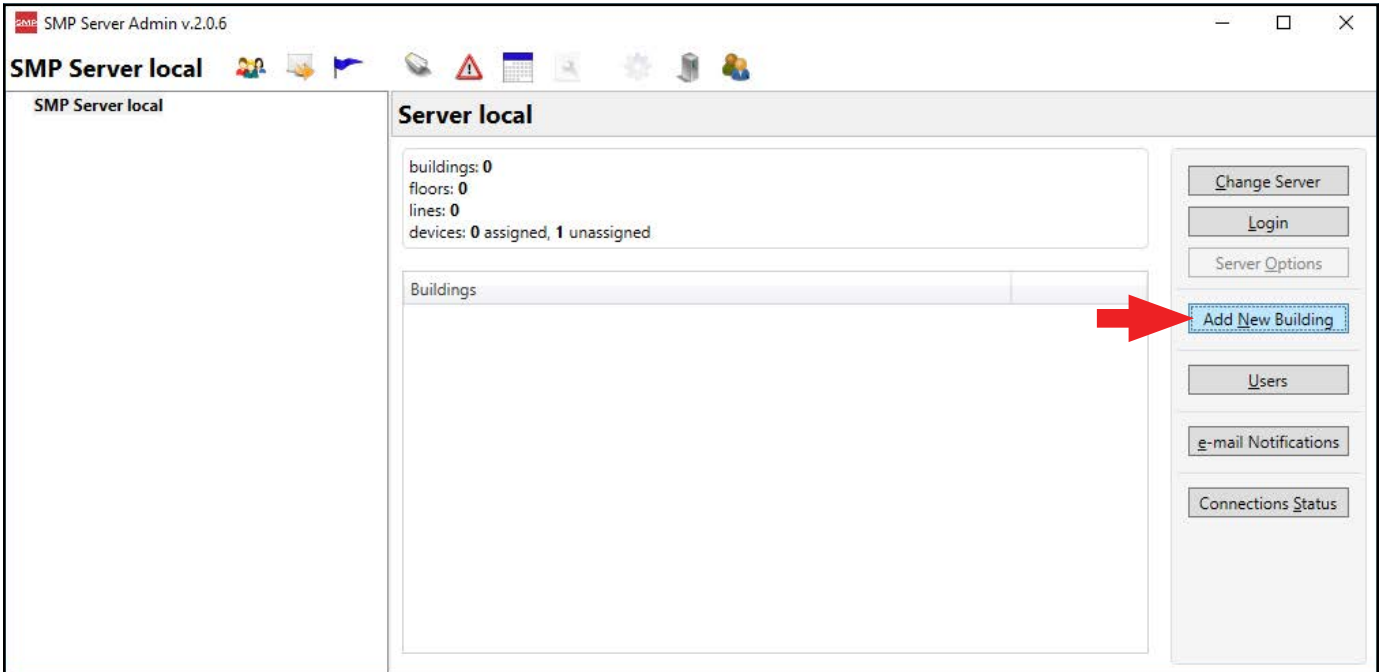 SMP SMP Server Admin v.2.0.6
SMP Server local
SMP Server local
Server local
buildings: 0
floors: 0
lines: 0
devices: 0 assigned, 1 unassigned
Buildings
Change Server
Login
Server Options
Add New Building
Users
e-mail Notifications
Connections Status